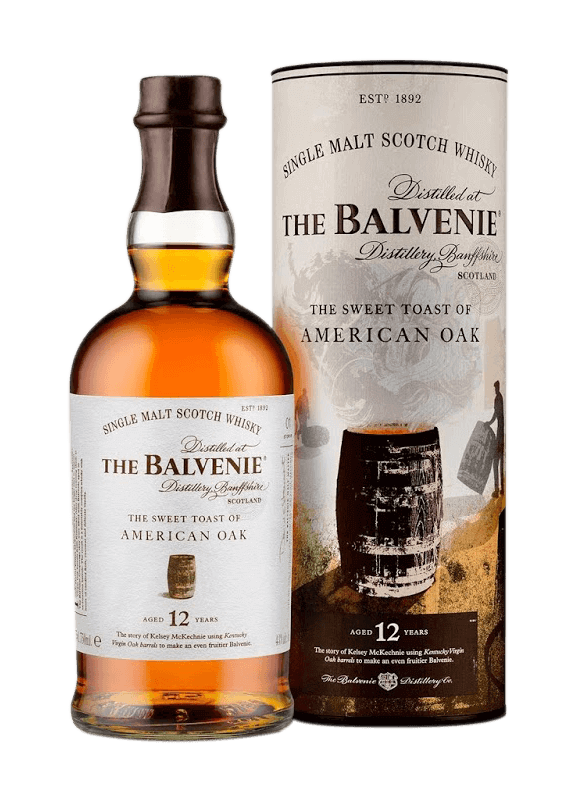 ESTD 1892
SINGLE MALT SCOTCH WHISKY
Distilled at
THE BALVENIE®
Distillery, Banffshire
SCOTLAND
THE SWEET TOAST OF
AMERICAN OAK
AGED 12 YEARS
The story of Kelsey McKechnie using Kentucky
Virgin Oak barrels to make an even fruitier Balvenie.
ESTD 1892
SINGLE MALT SCOTCH WHISKY
Distilled at
THE BALVENIE®
Distillery, Banffshire
SCOTLAND
THE SWEET TOAST OF
AMERICAN OAK
AGED 12 YEARS
The story of Kelsey McKechnie using Kentucky Virgin
Oak barrels to make an even fruitier Balvenie.
The Balvenie Distillery Co.